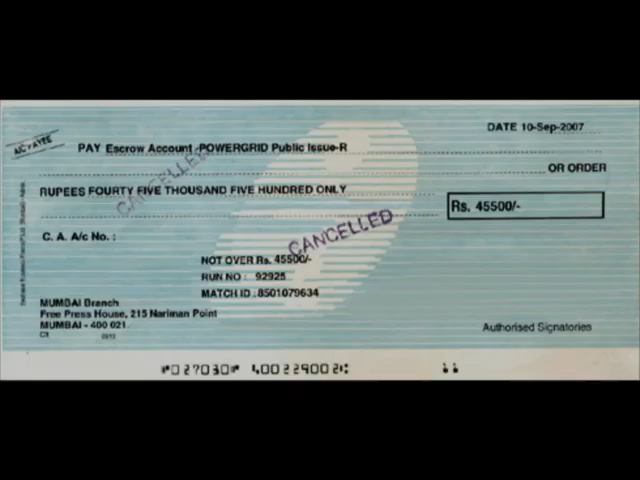 DATE 10-Sep-2007
A/C PAYEE
PAY Escrow Account -POWERGRID Public Issue-R
CANCELLED
OR ORDER
RUPEES FOURTY FIVE THOUSAND FIVE HUNDRED ONLY
Rs. 45500/-
C. A. A/c No. :
CANCELLED
NOT OVER Rs. 45500/-
RUN NO : 92925
MATCH ID : 8501079634
MUMBAI Branch
Free Press House, 215 Nariman Point
MUMBAI - 400 021.
Authorised Signatories
⑈027030⑈ 400229002⑆